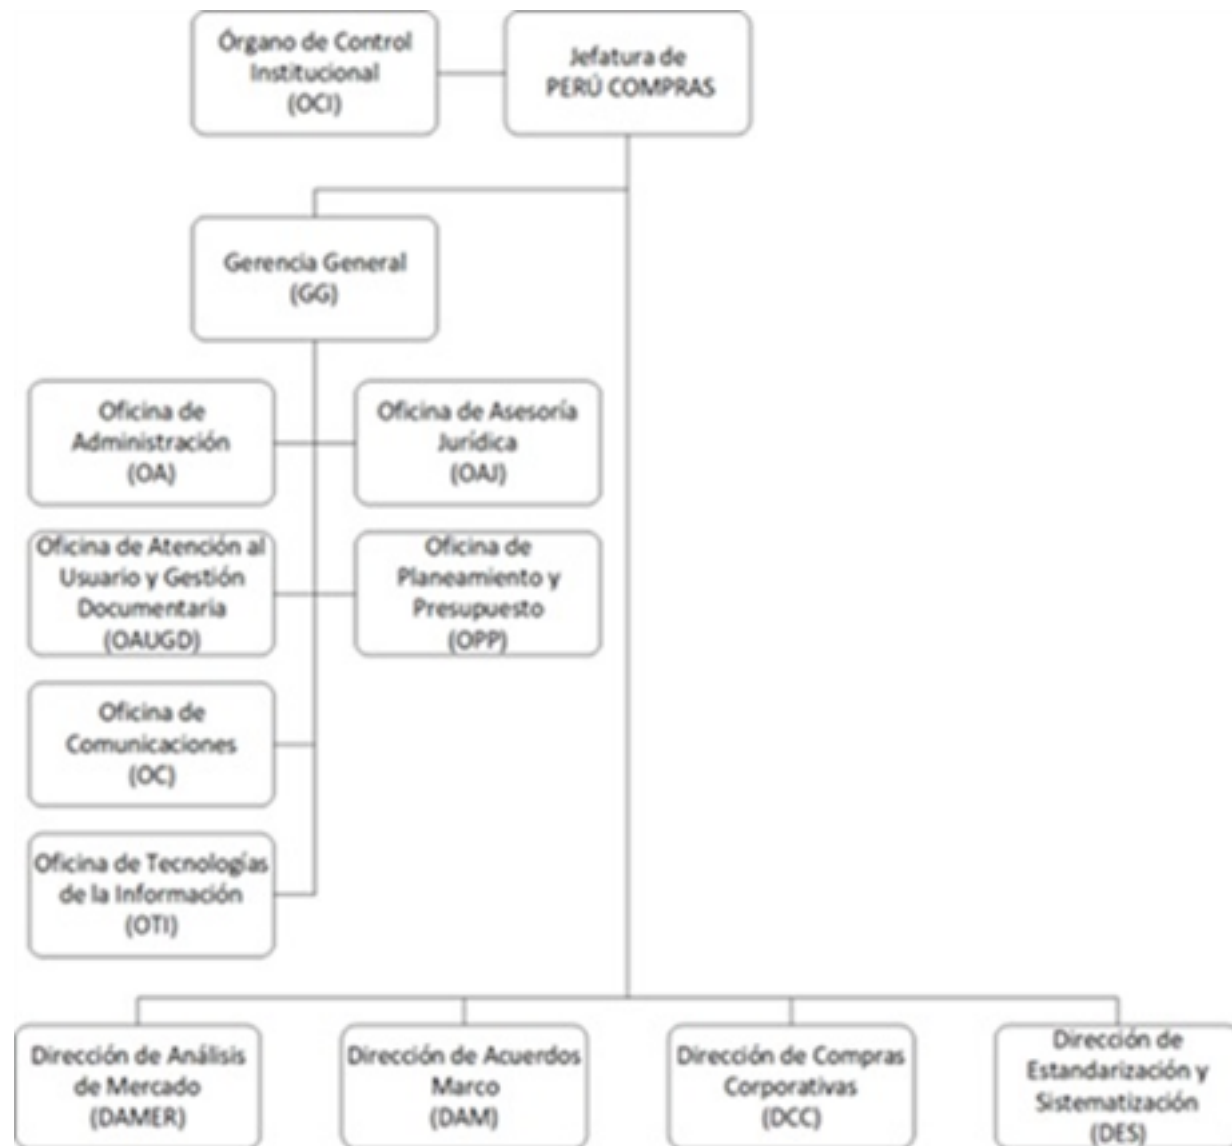 Órgano de Control
Institucional
(OCI)
Jefatura de
PERÚ COMPRAS
Gerencia General
(GG)
Oficina de
Administración
(OA)
Oficina de Asesoría
Jurídica
(OAJ)
Oficina de Atención al
Usuario y Gestión
Documentaria
(OAUGD)
Oficina de
Planeamiento y
Presupuesto
(OPP)
Oficina de
Comunicaciones
(OC)
Oficina de Tecnologías
de la Información
(OTI)
Dirección de Análisis
de Mercado
(DAMER)
Dirección de Acuerdos
Marco
(DAM)
Dirección de Compras
Corporativas
(DCC)
Dirección de
Estandarización y
Sistematización
(DES)